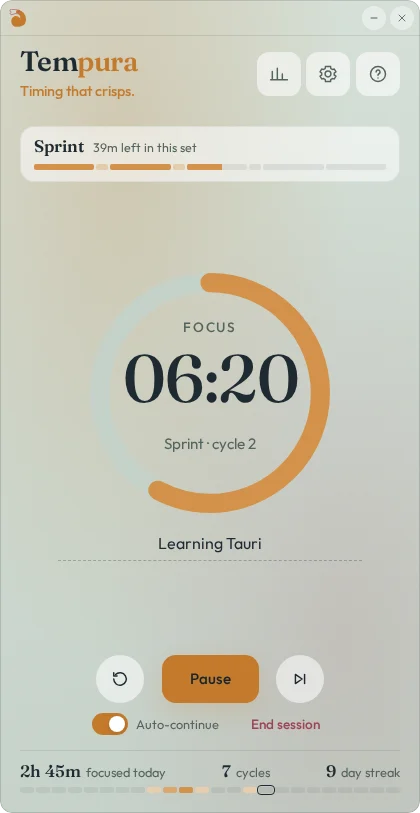 Tempura
Timing that crisps.
Sprint 39m left in this set
FOCUS
06:20
Sprint · cycle 2
Learning Tauri
Pause
Auto-continue End session
2h 45m focused today 7 cycles 9 day streak